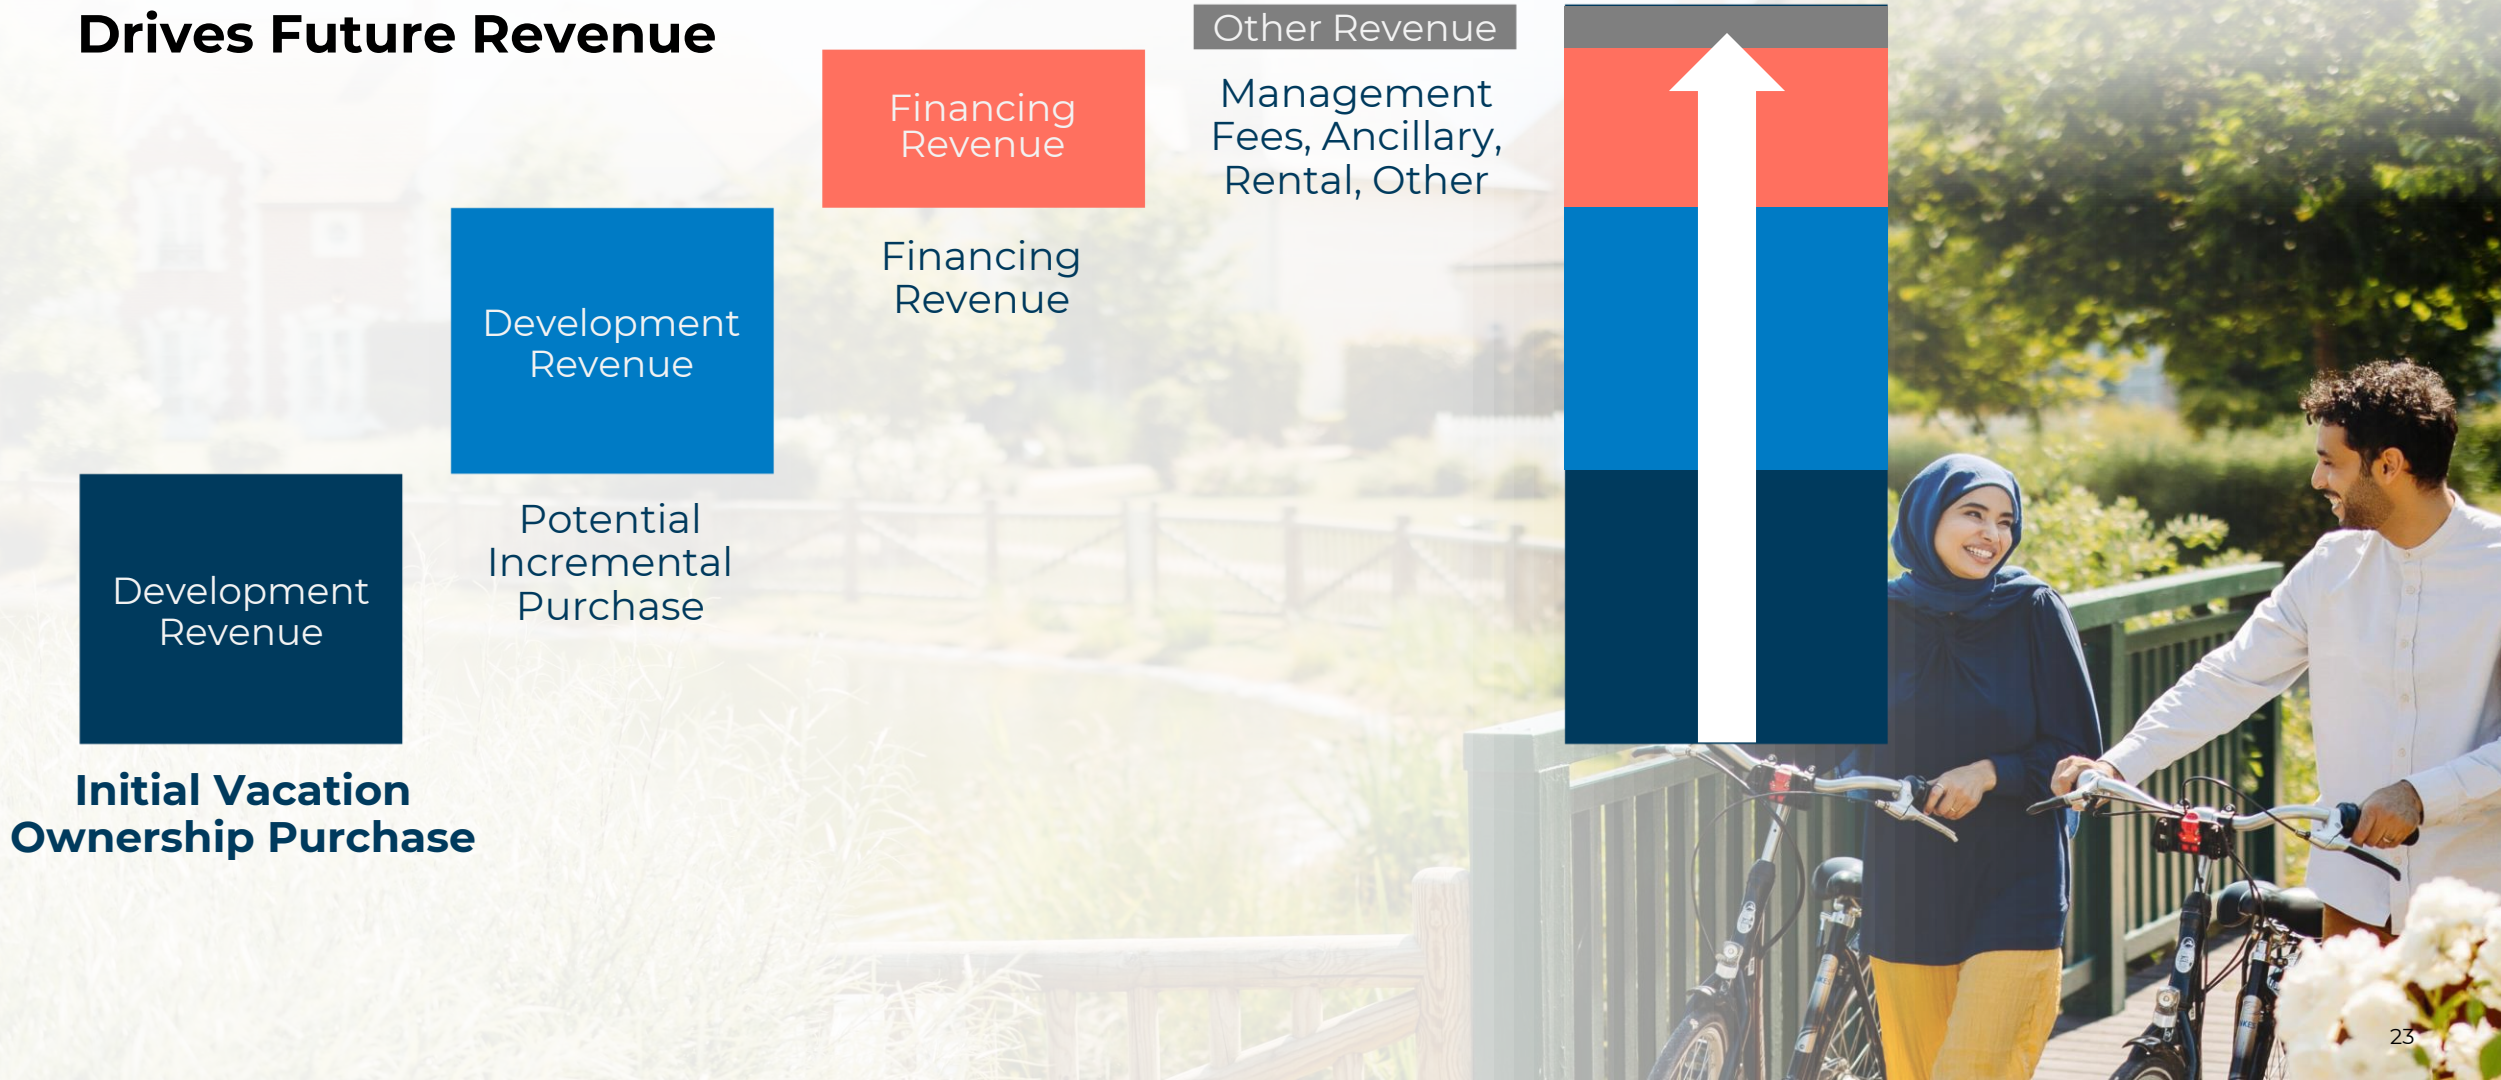 Drives Future Revenue
Development
Revenue
Initial Vacation
Ownership Purchase
Development
Revenue
Potential
Incremental
Purchase
Financing
Revenue
Financing
Revenue
Other Revenue
Management
Fees, Ancillary,
Rental, Other
23